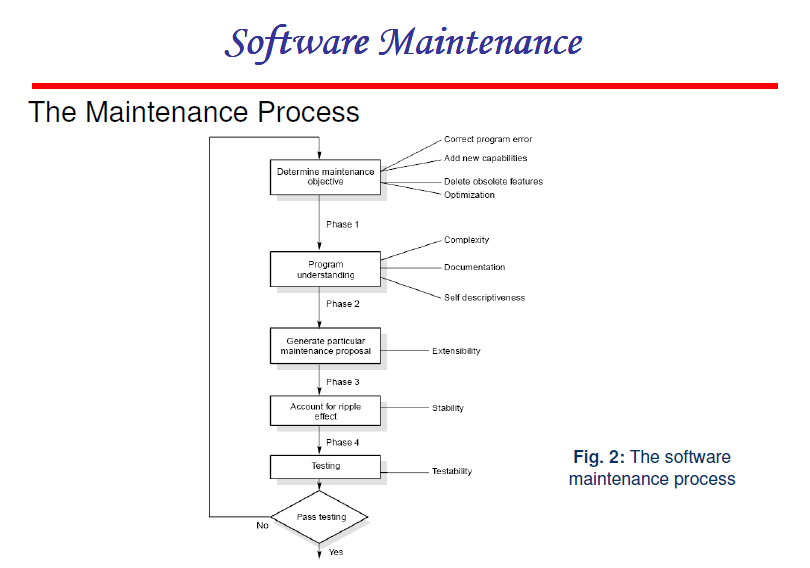 Software Maintenance
The Maintenance Process
Correct program error
Add new capabilities
Determine maintenance
objective
Delete obsolete features
Optimization
Phase 1
Complexity
Program
understanding
Documentation
Self descriptiveness
Phase 2
Generate particular
maintenance proposal
Extensibility
Phase 3
Account for ripple
effect
Stability
Phase 4
Testing
Testability
Fig. 2: The software
maintenance process
Pass testing
No
Yes